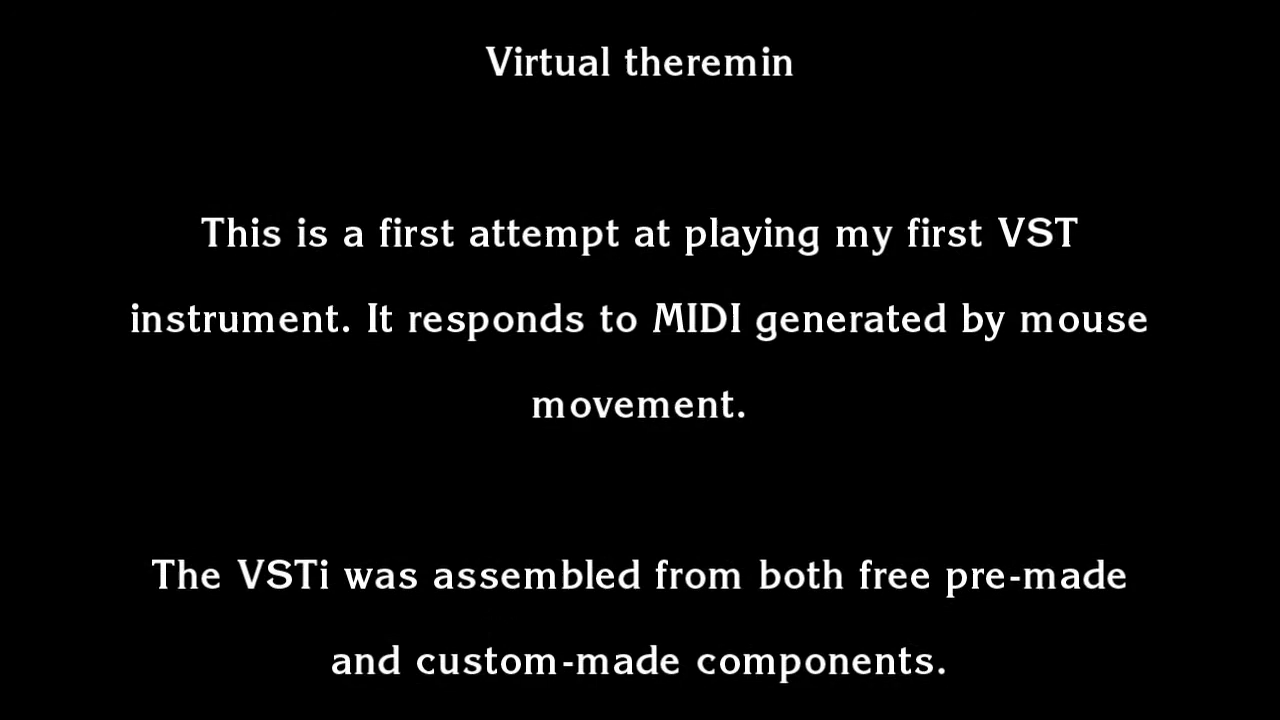 Virtual theremin
This is a first attempt at playing my first VST
instrument. It responds to MIDI generated by mouse
movement.
The VSTi was assembled from both free pre-made
and custom-made components.